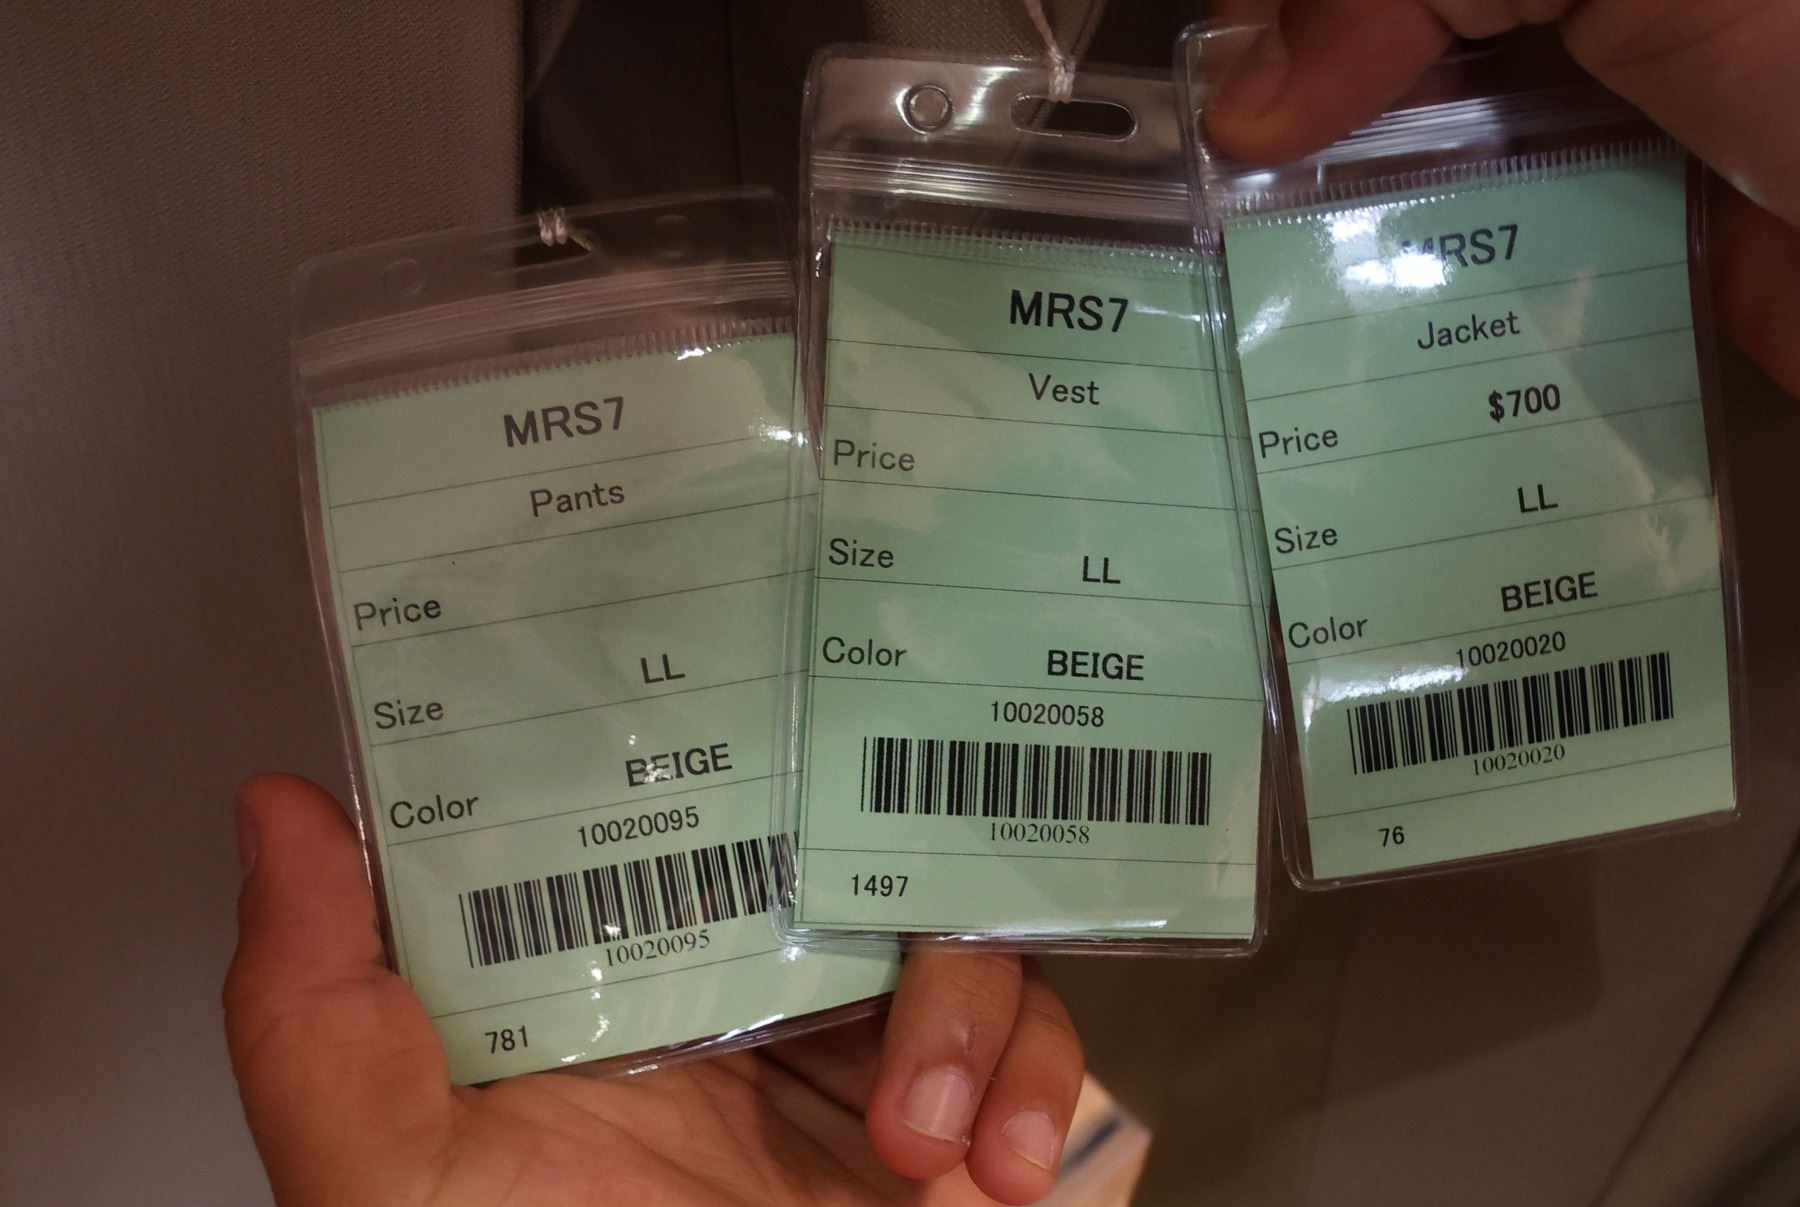 MRS7
Pants
Price
Size LL
Color BEIGE
10020095
10020095
781
MRS7
Vest
Price
Size LL
Color BEIGE
10020058
10020058
1497
MRS7
Jacket
Price $700
Size LL
Color BEIGE
10020020
10020020
76